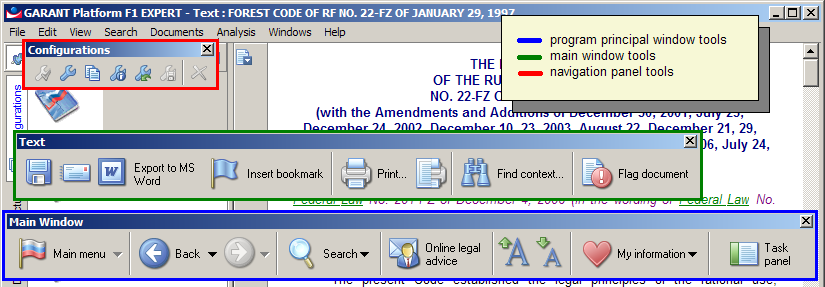 GARANT Platform F1 EXPERT - Text : FOREST CODE OF RF NO. 22-FZ OF JANUARY 29, 1997
File Edit View Search Documents Analysis Windows Help
program principal window tools
main window tools
navigation panel tools
Configurations
THE
OF THE RU
NO. 22-FZ OF
(with the Amendments and Additions of December 30, 2001, July 25,
December 24, 2002, December 10, 23, 2003, August 22, December 21, 29,
06, July 24,
Text
Export to MS
Word
Insert bookmark
Print...
Find context...
Flag document
Federal Law No. 201-FZ of December 4, 2006 (in the wording of Federal Law No.
Main Window
Main menu
Back
Search
Online legal
advice
My information
Task
panel
The present Code established the legal principles of the rational use,